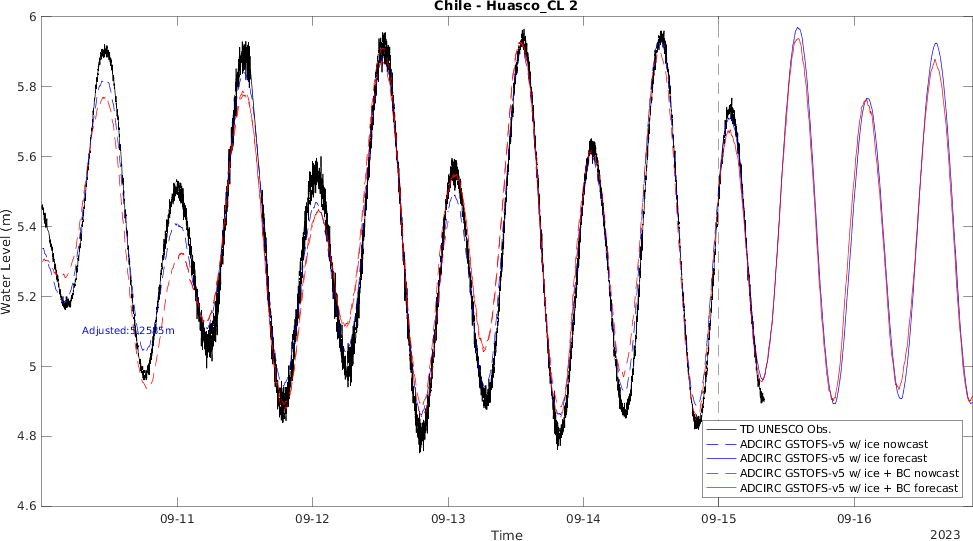 Chile - Huasco_CL 2
6
5.8
5.6
5.4
5.2
5
4.8
4.6
Water Level (m)
09-11
09-12
09-13
09-14
09-15
09-16
Time
2023
TD UNESCO Obs.
ADCIRC GSTOFS-v5 w/ ice nowcast
ADCIRC GSTOFS-v5 w/ ice forecast
ADCIRC GSTOFS-v5 w/ ice + BC nowcast
ADCIRC GSTOFS-v5 w/ ice + BC forecast